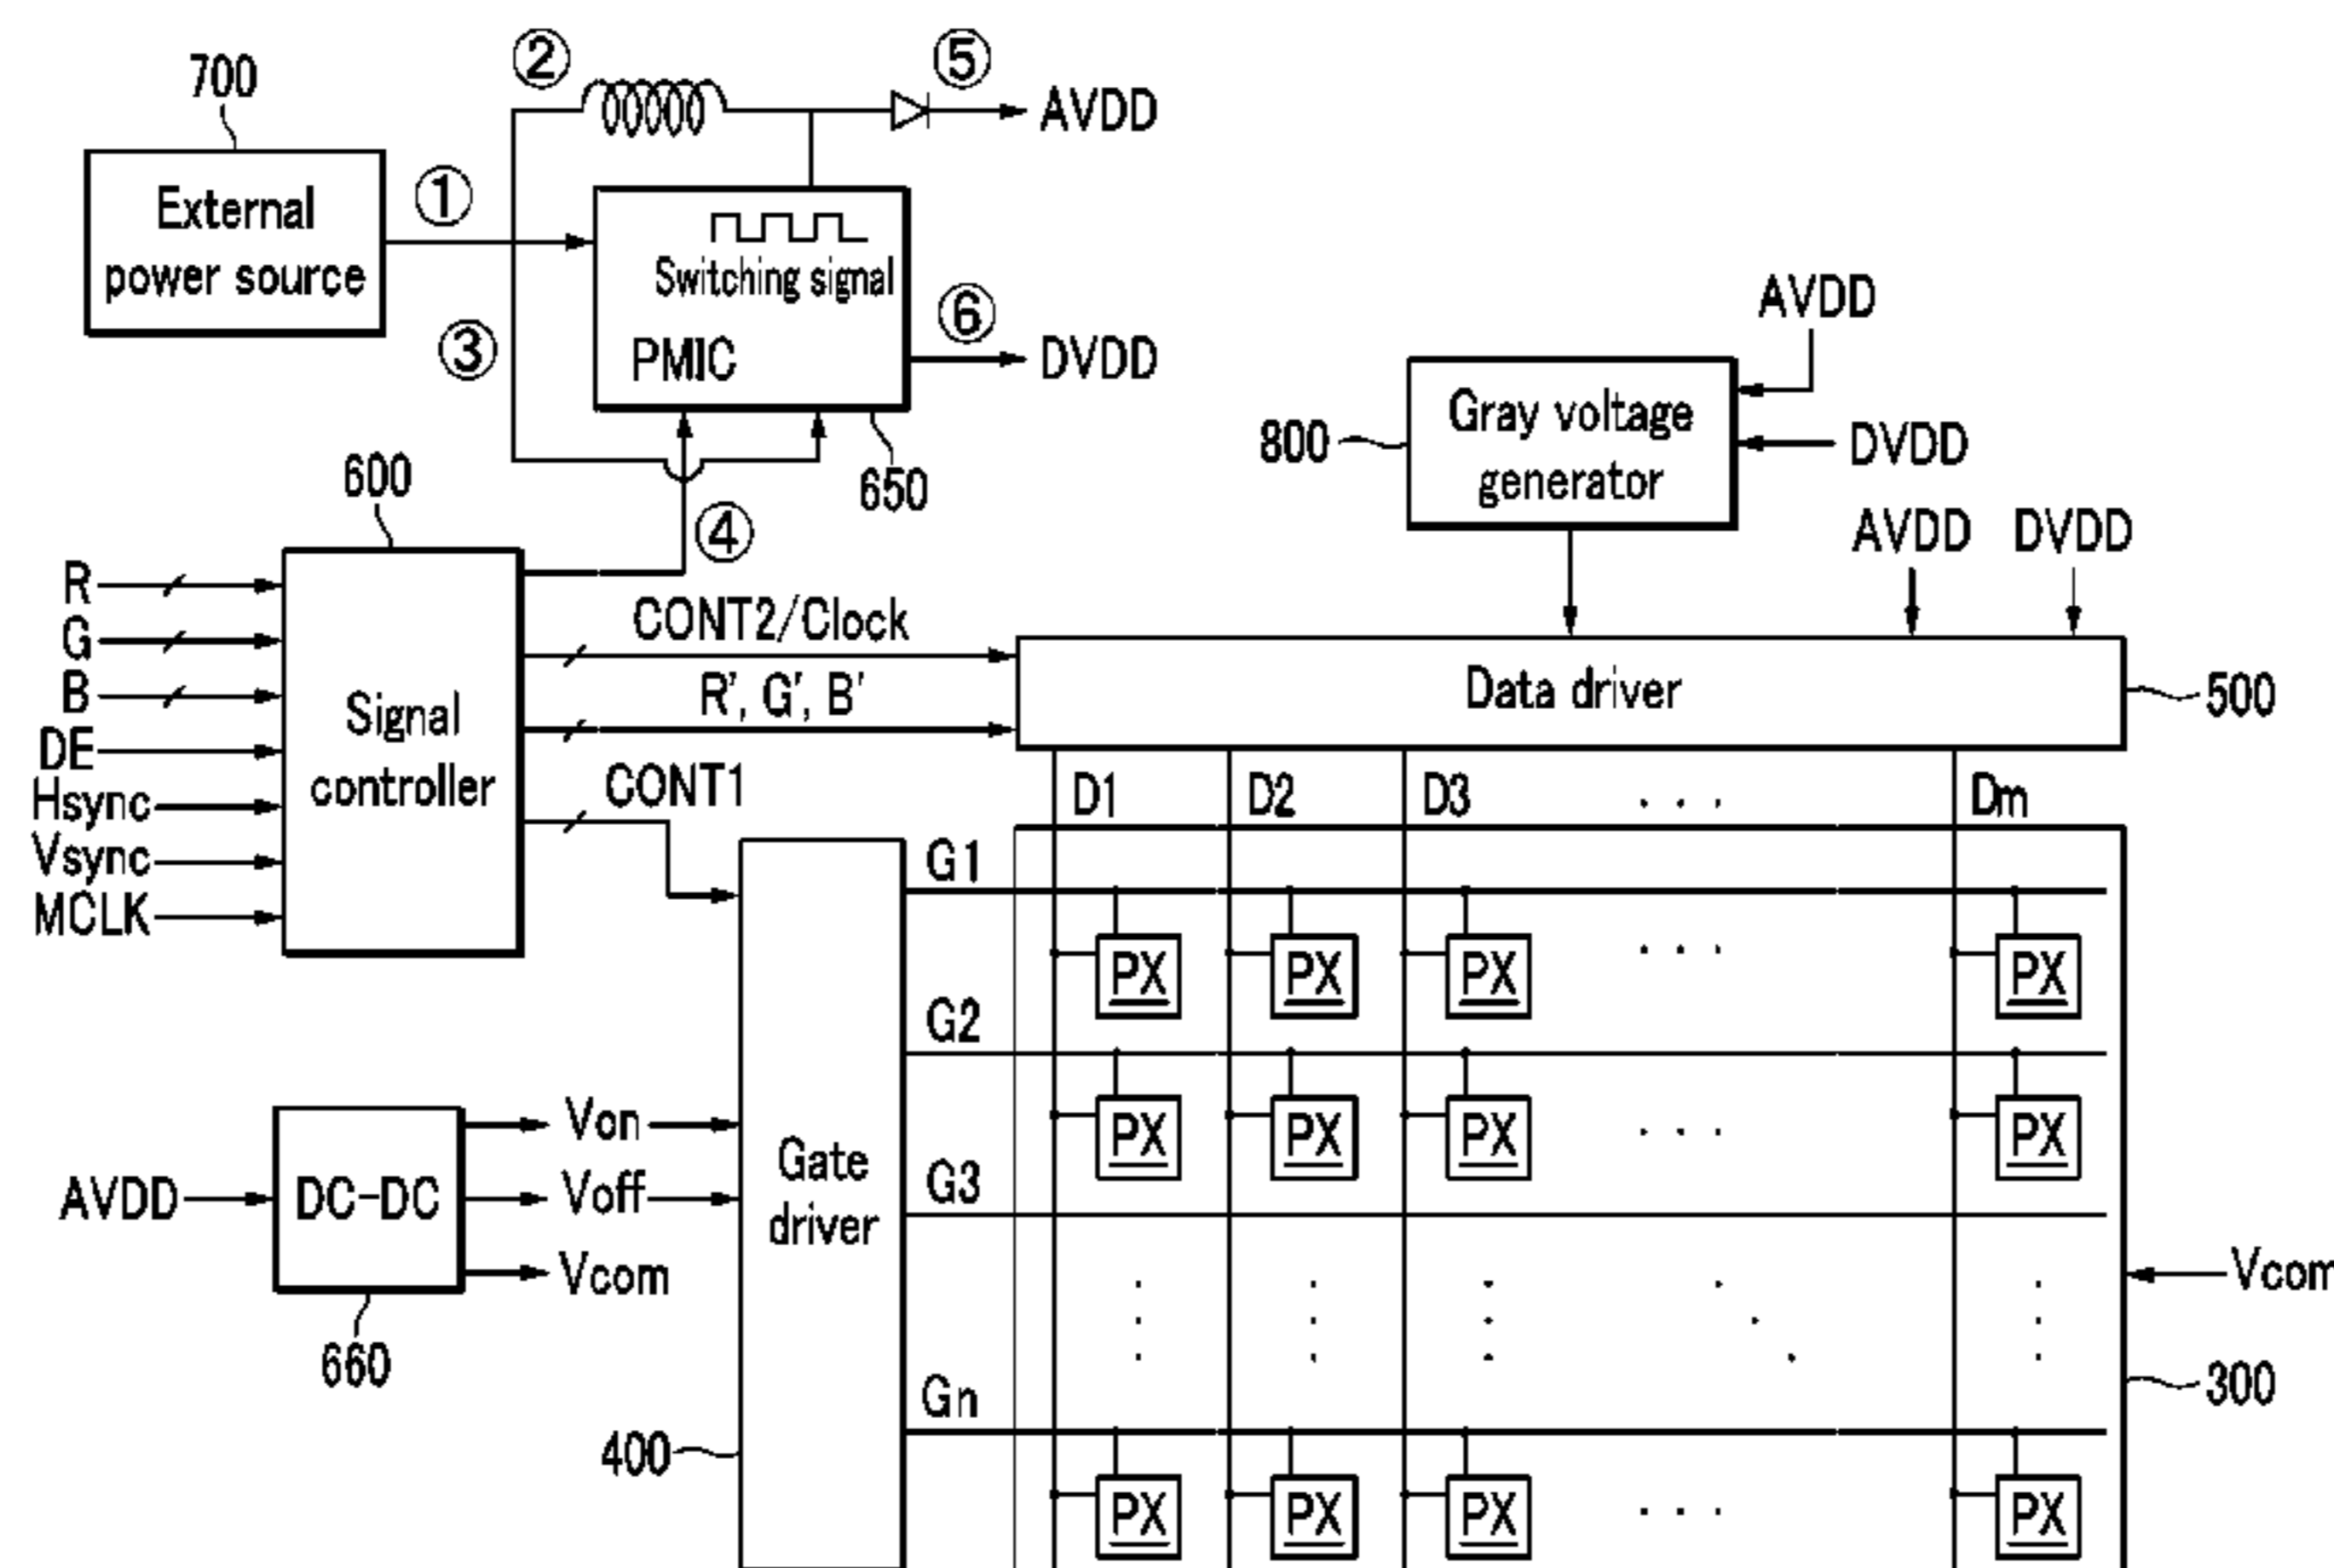 700
②
⑤
AVDD
External
power source
①
Switching signal
PMIC
③
⑥
DVDD
650
④
AVDD
DVDD
800
Gray voltage
generator
AVDD
DVDD
600
R
G
B
DE
Hsync
Vsync
MCLK
Signal
controller
CONT2/Clock
R', G', B'
CONT1
Data driver
500
D1
D2
D3
. . .
Dm
G1
PX
PX
PX
. . .
PX
G2
PX
PX
PX
. . .
PX
G3
AVDD
DC-DC
660
Von
Voff
Vcom
Gate
driver
400
Vcom
300
Gn
PX
PX
PX
. . .
PX